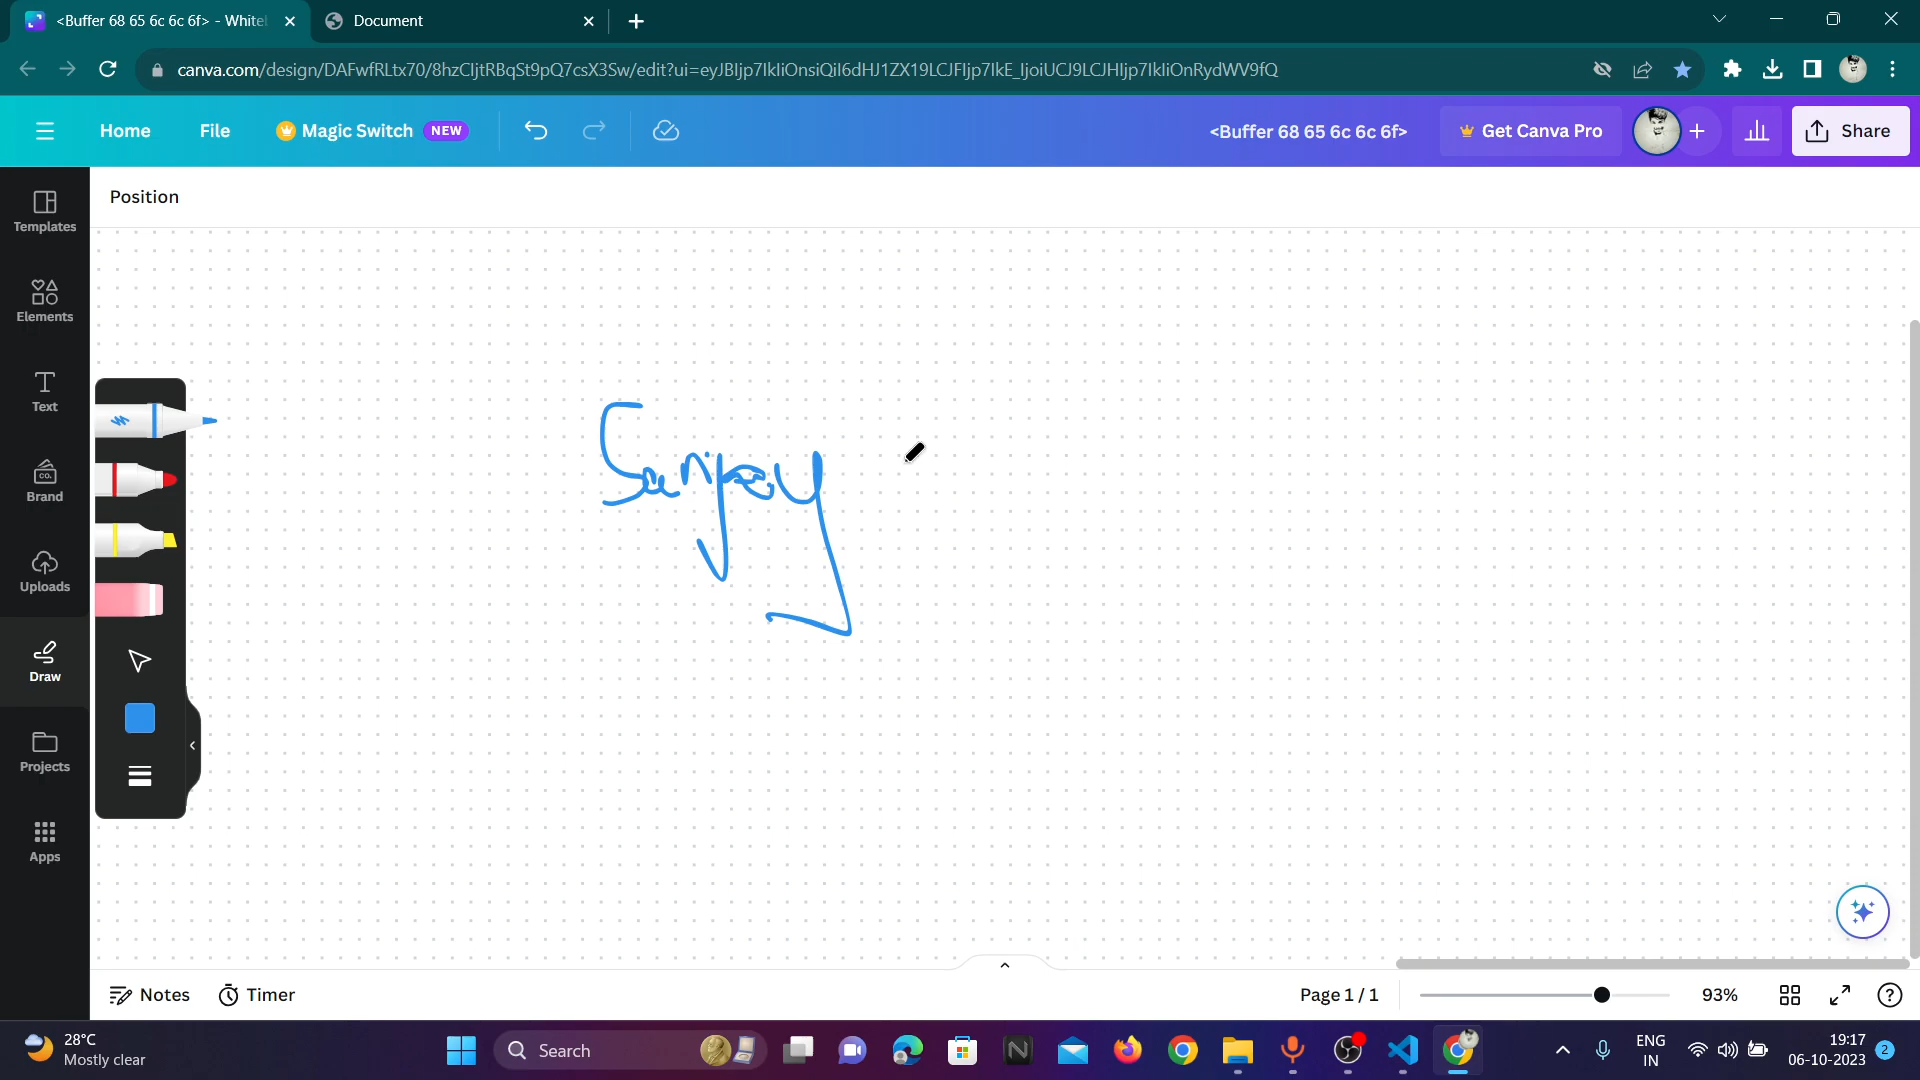 <Buffer 68 65 6c 6c 6f> - White
Document
canva.com/design/DAFwfRLtx70/8hzCljtRBqSt9pQ7csX3Sw/edit?ui=eyJBIjp7IkIiOnsiQiI6dHJ1ZX19LCJFIjp7IkE_IjoiUCJ9LCJHIjp7IkIiOnRydWV9fQ
Home
File
Magic Switch NEW
<Buffer 68 65 6c 6c 6f>
Get Canva Pro
Share
Position
Templates
Elements
Text
CO.
Brand
Uploads
Draw
Projects
Apps
Sanjay
Notes
Timer
Page 1 / 1
93%
28°C
Mostly clear
Search
ENG
IN
19:17
06-10-2023
2